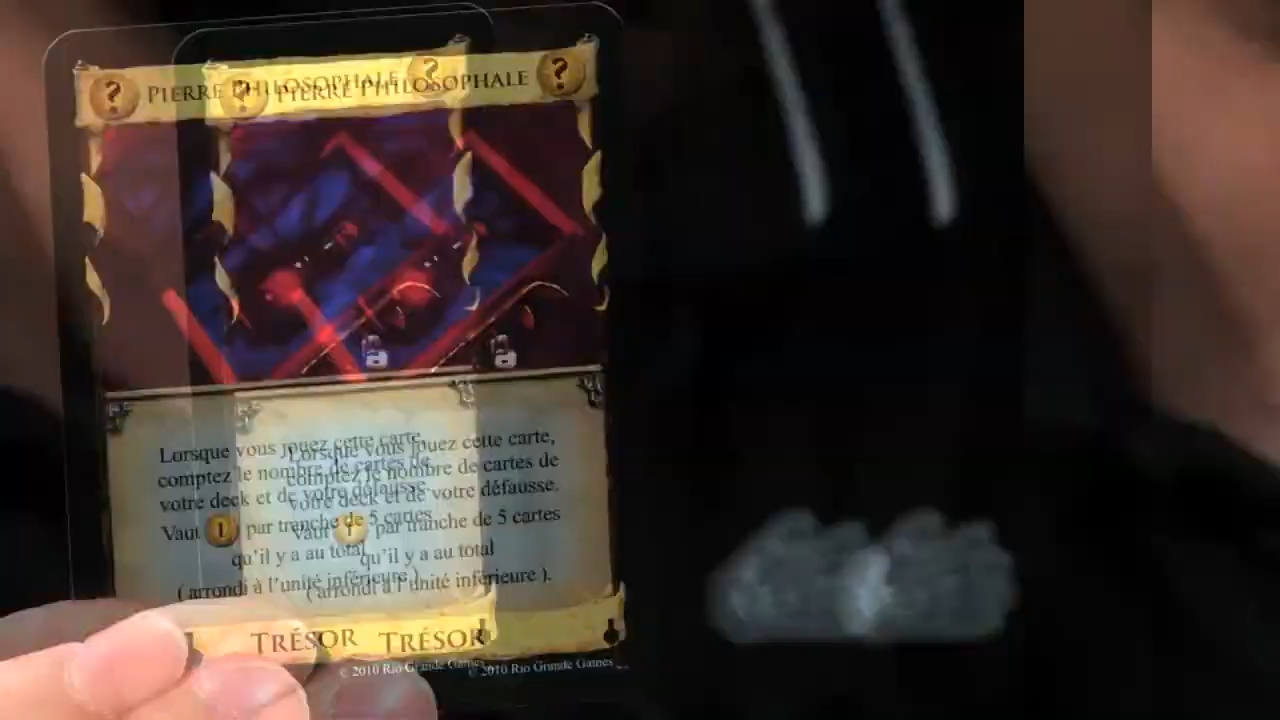 ? PIERRE PHILOSOPHALE ?
Lorsque vous jouez cette carte,
comptez le nombre de cartes de
votre deck et de votre défausse.
Vaut 1 par tranche de 5 cartes
qu'il y a au total
( arrondi à l'unité inférieure ).
TRÉSOR
© 2010 Rio Grande Games